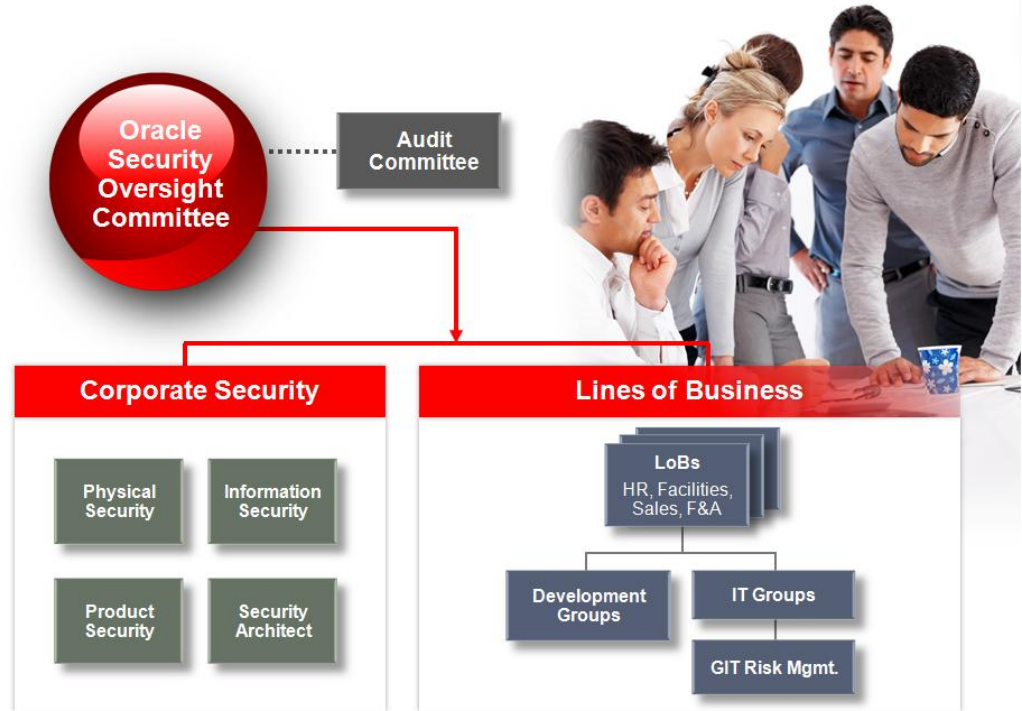 Oracle
Security
Oversight
Committee
Audit
Committee
Corporate Security
Physical
Security
Information
Security
Product
Security
Security
Architect
Lines of Business
LoBs
HR, Facilities,
Sales, F&A
Development
Groups
IT Groups
GIT Risk Mgmt.